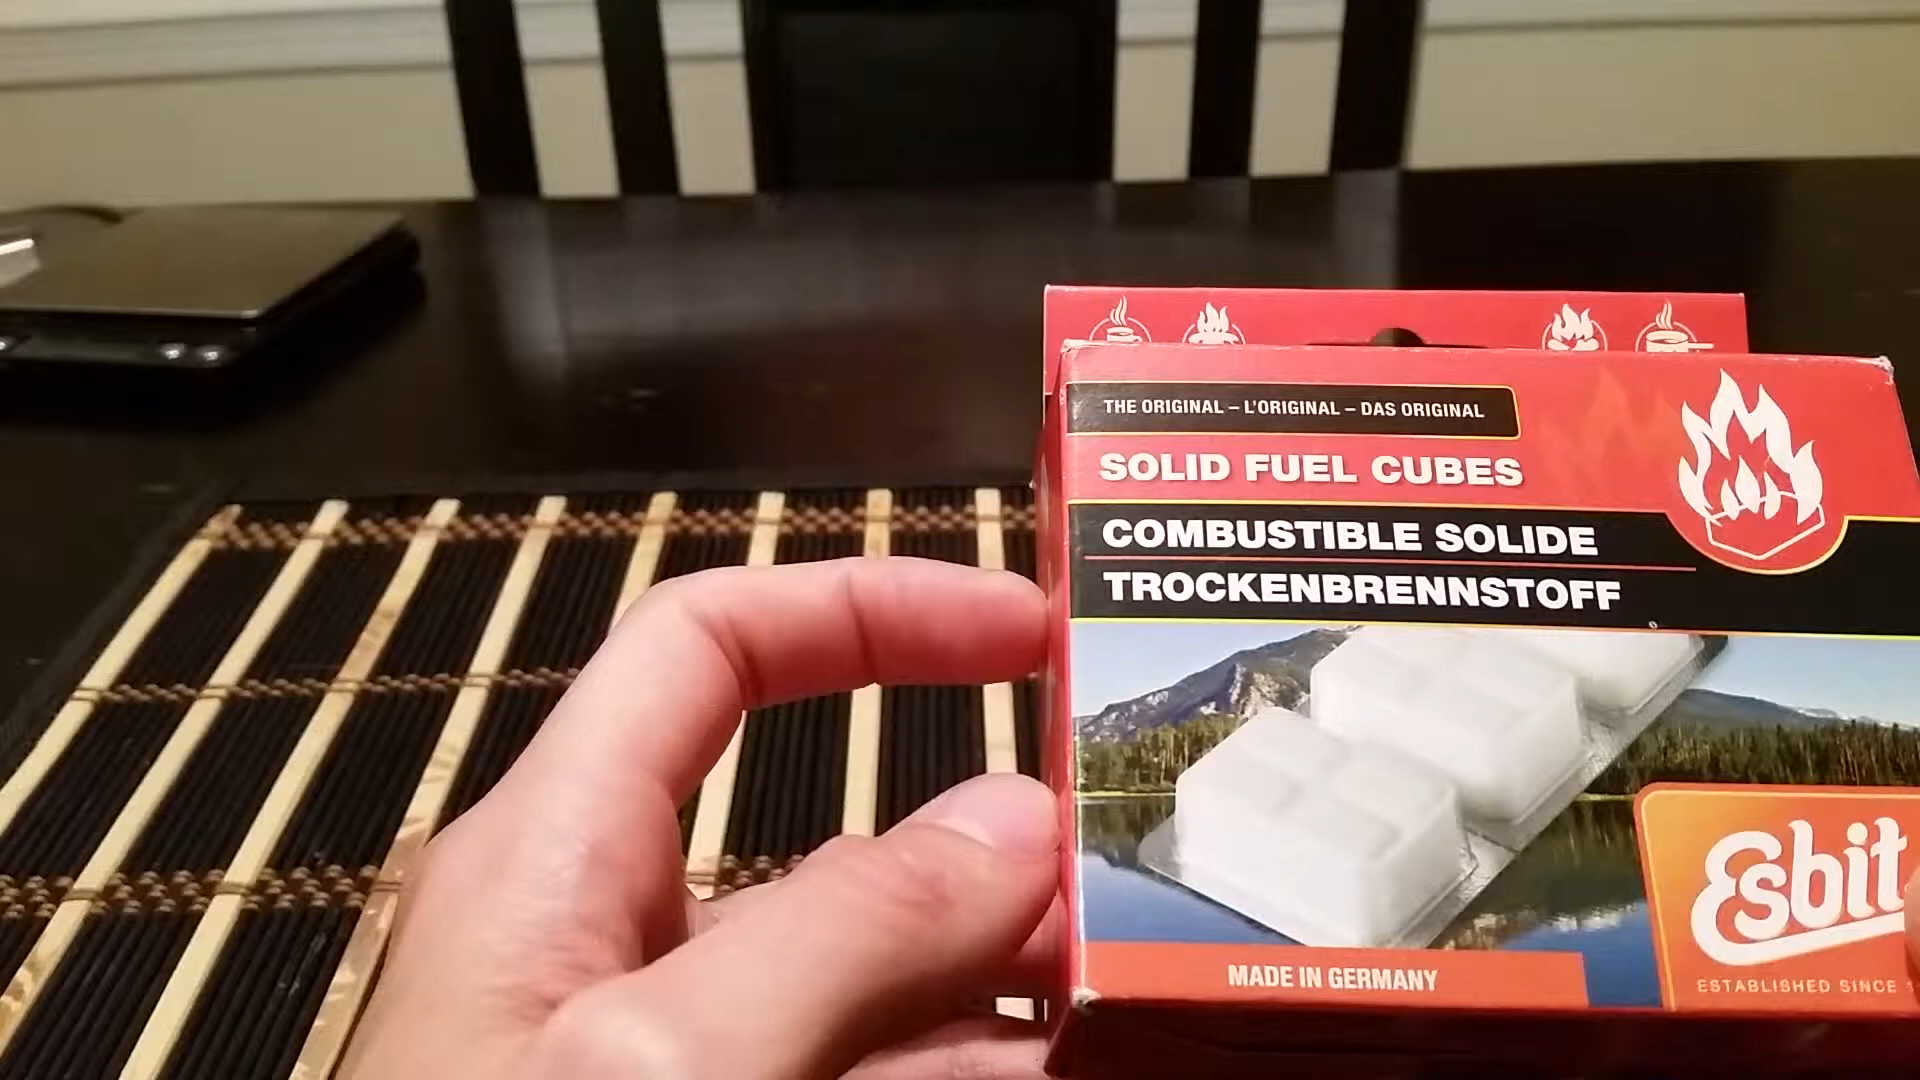 THE ORIGINAL – L'ORIGINAL – DAS ORIGINAL
SOLID FUEL CUBES
COMBUSTIBLE SOLIDE
TROCKENBRENNSTOFF
Esbit
MADE IN GERMANY
ESTABLISHED SINCE